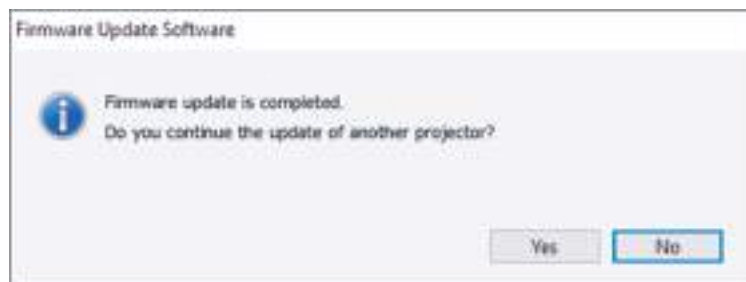 Firmware Update Software
Firmware update is completed.
Do you continue the update of another projector?
Yes
No